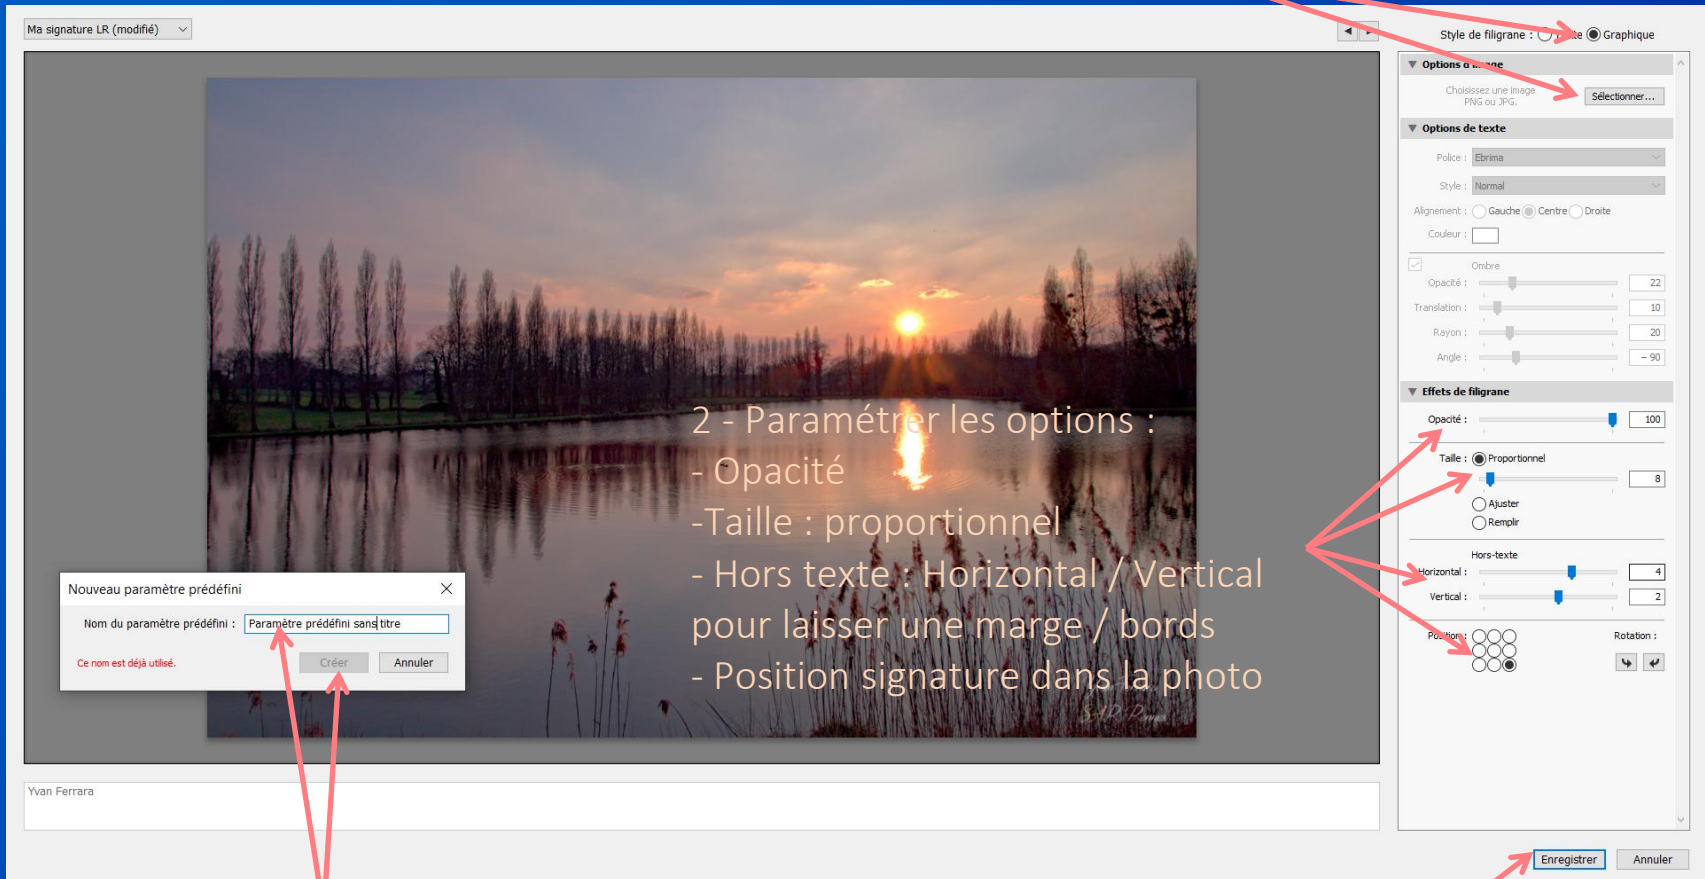 Ma signature LR (modifié)
Style de filigrane : Texte Graphique
Options d'image
Choisissez une image
PNG ou JPG.
Sélectionner...
Options de texte
Police : Ebrima
Style : Normal
Alignement : Gauche Centre Droite
Couleur :
Ombre
Opacité : 22
Translation : 10
Rayon : 20
Angle : - 90
Effets de filigrane
Opacité : 100
Taille : Proportionnel
8
Ajuster
Remplir
Hors-texte
Horizontal : 4
Vertical : 2
Position : Rotation :
2 - Paramétrer les options :
- Opacité
-Taille : proportionnel
- Hors texte : Horizontal / Vertical
pour laisser une marge / bords
- Position signature dans la photo
Nouveau paramètre prédéfini
Nom du paramètre prédéfini : Paramètre prédéfini sans titre
Ce nom est déjà utilisé. Créer Annuler
Yvan Ferrara
Enregistrer Annuler